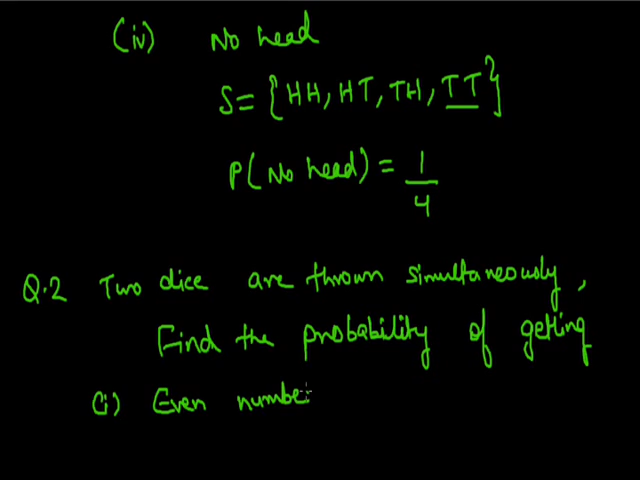 (iv) No head
S= {HH, HT, TH, TT}
P(No head) = 1/4
Q.2 Two dice are thrown simultaneously,
Find the probability of getting
(i) Even number